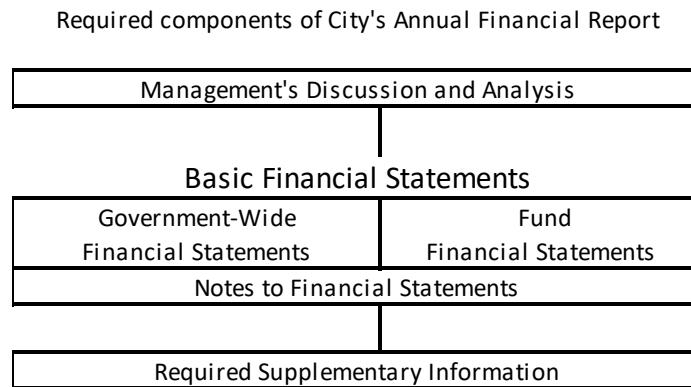 Required components of City's Annual Financial Report
Management's Discussion and Analysis
Basic Financial Statements
Government-Wide
Financial Statements
Fund
Financial Statements
Notes to Financial Statements
Required Supplementary Information